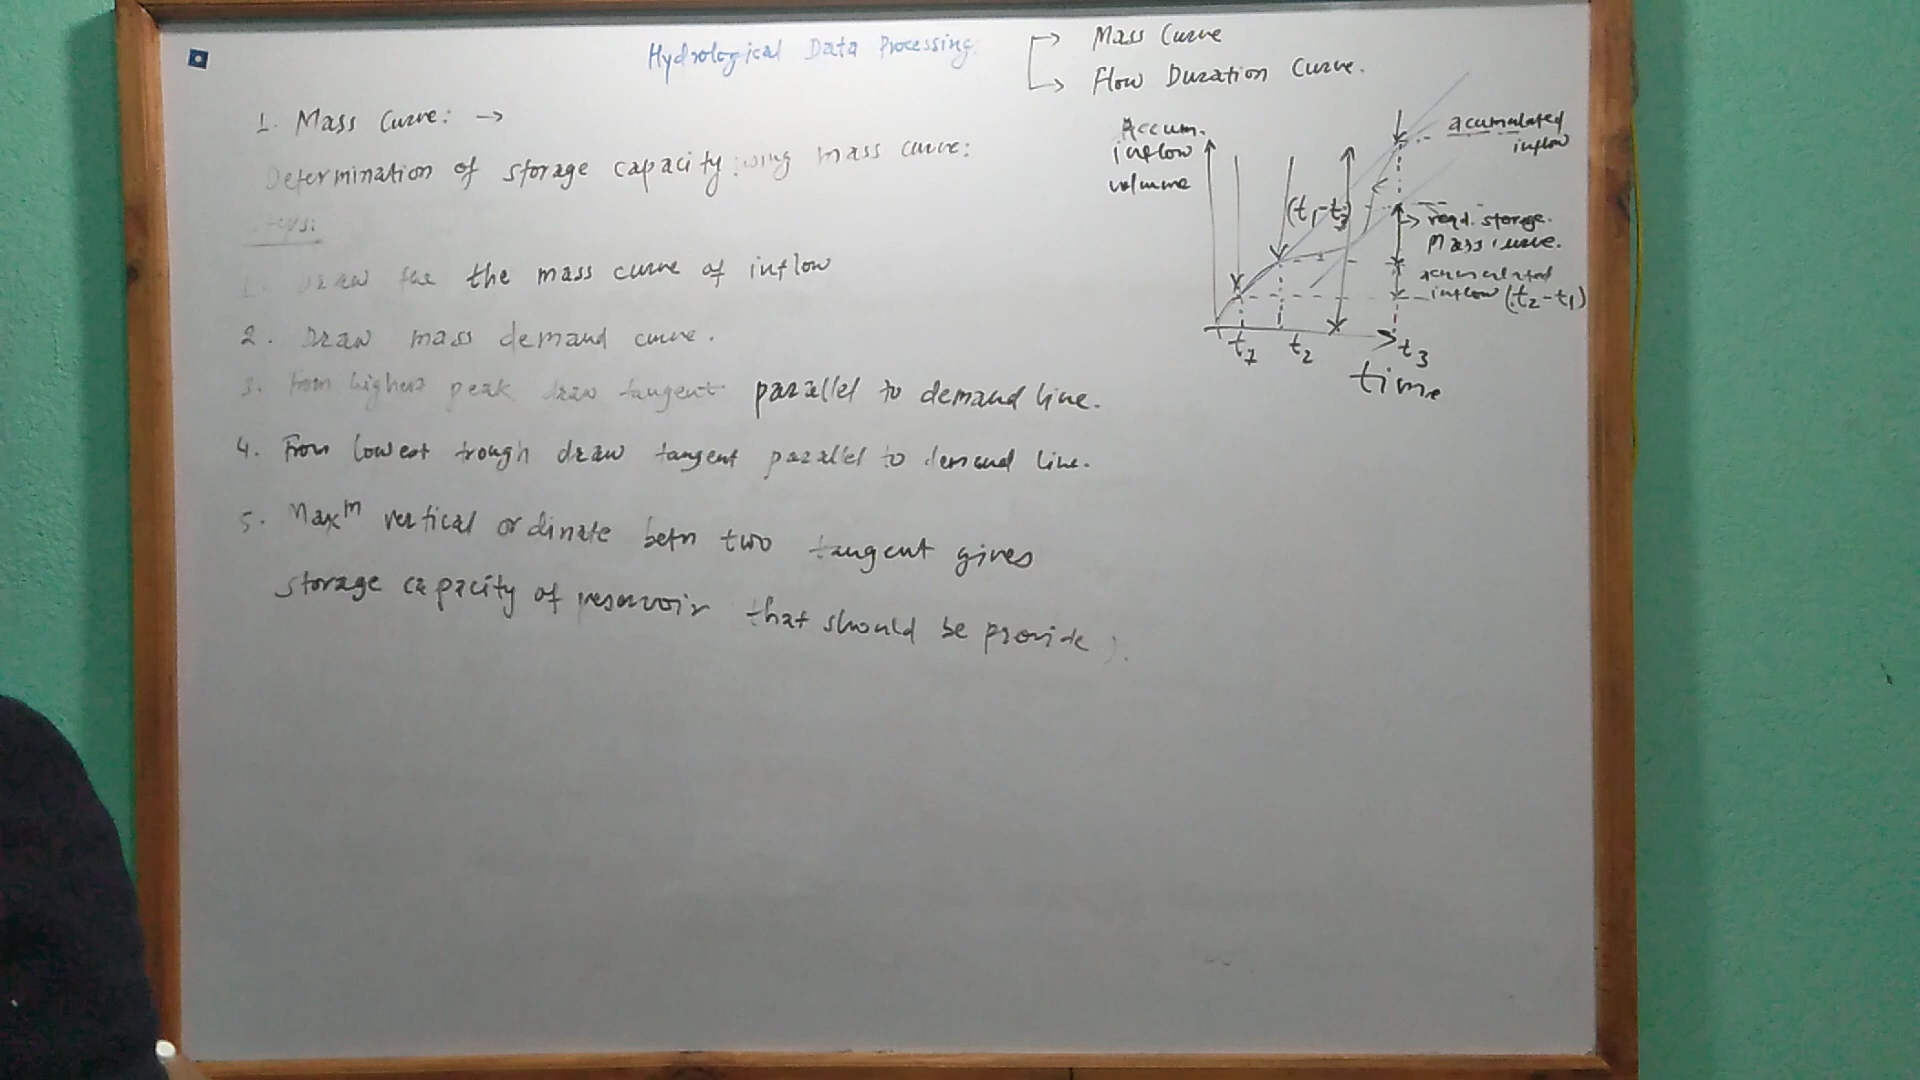 Hydrological Data Processing
→ Mass Curve
→ Flow Duration Curve.
1. Mass Curve: →
Determination of storage capacity using mass curve:
Steps:
1. Draw the the mass curve of inflow
2. Draw mass demand curve.
3. From highest peak draw tangent parallel to demand line.
4. From lowest trough draw tangent parallel to demand line.
5. Maxᵐ vertical ordinate betn two tangent gives
storage capacity of reservoir that should be provide).
Accum.
inflow
volume
acumulated
inflow
reqd. storage.
Mass curve.
acumulated
inflow (t2-t1)
t1
t2
t3
time